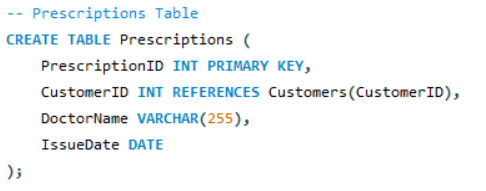 -- Prescriptions Table
CREATE TABLE Prescriptions (
    PrescriptionID INT PRIMARY KEY,
    CustomerID INT REFERENCES Customers(CustomerID),
    DoctorName VARCHAR(255),
    IssueDate DATE
);